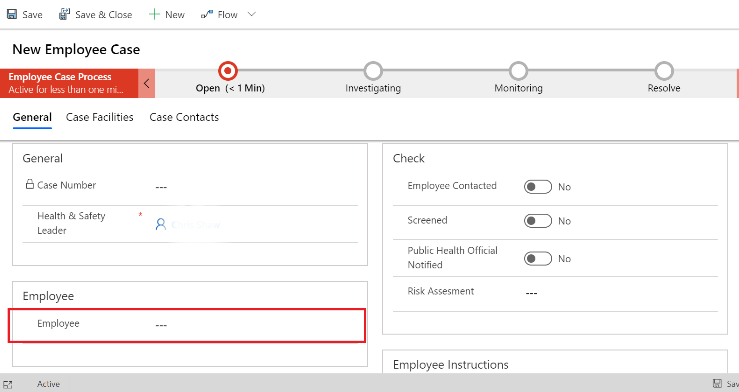 Save Save & Close New Flow
New Employee Case
Employee Case Process
Active for less than one mi...
Open (< 1 Min) Investigating Monitoring Resolve
General Case Facilities Case Contacts
General
Case Number ---
Health & Safety
Leader *
Employee
Employee ---
Check
Employee Contacted No
Screened No
Public Health Official
Notified No
Risk Assesment ---
Employee Instructions
Active Sav